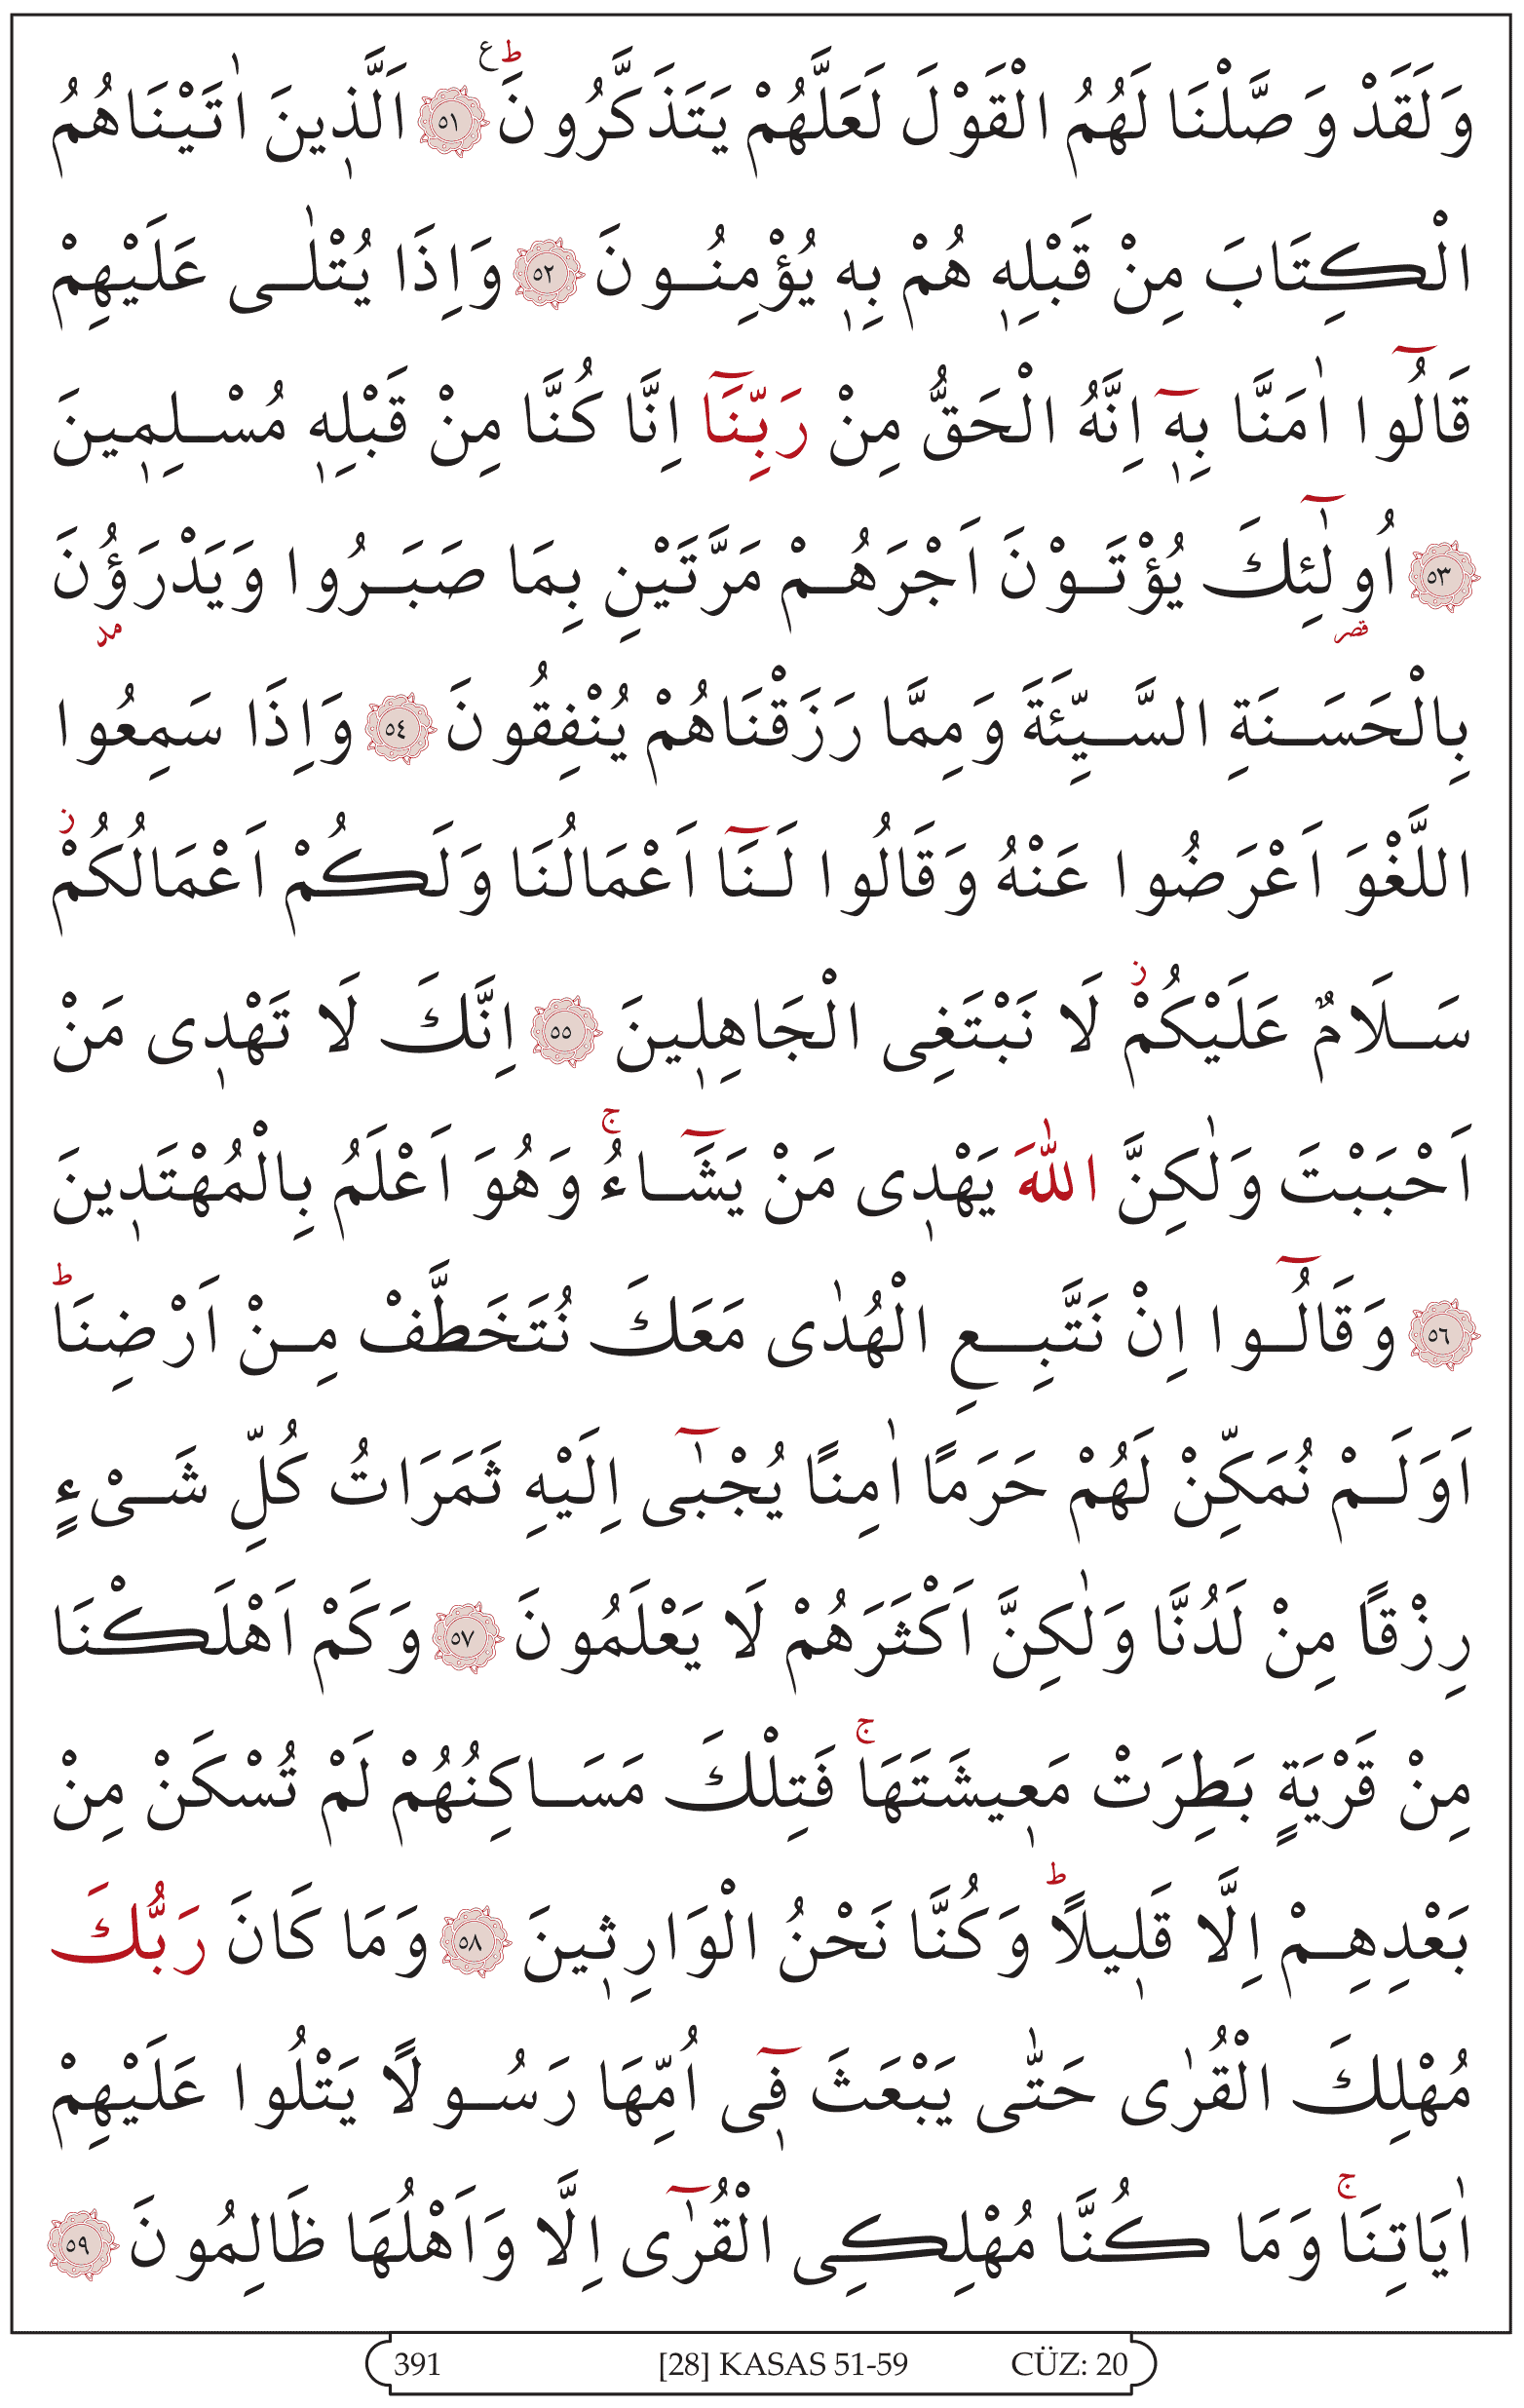 وَلَقَدْ وَصَّلْنَا لَهُمُ الْقَوْلَ لَعَلَّهُمْ يَتَذَكَّرُونَۜ ﴿٥١﴾ اَلَّذ۪ينَ اٰتَيْنَاهُمُ
الْكِتَابَ مِنْ قَبْلِه۪ هُمْ بِه۪ يُؤْمِنُونَ ﴿٥٢﴾ وَاِذَا يُتْلٰى عَلَيْهِمْ
قَالُٓوا اٰمَنَّا بِه۪ٓ اِنَّهُ الْحَقُّ مِنْ رَبِّنَٓا اِنَّا كُنَّا مِنْ قَبْلِه۪ مُسْلِم۪ينَ
﴿٥٣﴾ اُو۬لٰٓئِكَ يُؤْتَوْنَ اَجْرَهُمْ مَرَّتَيْنِ بِمَا صَبَرُوا وَيَدْرَؤُ۫نَ
بِالْحَسَنَةِ السَّيِّئَةَ وَمِمَّا رَزَقْنَاهُمْ يُنْفِقُونَ ﴿٥٤﴾ وَاِذَا سَمِعُوا
اللَّغْوَ اَعْرَضُوا عَنْهُ وَقَالُوا لَنَٓا اَعْمَالُنَا وَلَكُمْ اَعْمَالُكُمْۘ
سَلَامٌ عَلَيْكُمْۘ لَا نَبْتَغِى الْجَاهِل۪ينَ ﴿٥٥﴾ اِنَّكَ لَا تَهْد۪ى مَنْ
اَحْبَبْتَ وَلٰكِنَّ اللّٰهَ يَهْد۪ى مَنْ يَشَٓاءُۚ وَهُوَ اَعْلَمُ بِالْمُهْتَد۪ينَ
﴿٥٦﴾ وَقَالُٓوا اِنْ نَتَّبِعِ الْهُدٰى مَعَكَ نُتَخَطَّفْ مِنْ اَرْضِنَاۜ
اَوَلَمْ نُمَكِّنْ لَهُمْ حَرَمًا اٰمِنًا يُجْبٰٓى اِلَيْهِ ثَمَرَاتُ كُلِّ شَىْءٍ
رِزْقًا مِنْ لَدُنَّا وَلٰكِنَّ اَكْثَرَهُمْ لَا يَعْلَمُونَ ﴿٥٧﴾ وَكَمْ اَهْلَكْنَا
مِنْ قَرْيَةٍ بَطِرَتْ مَع۪يشَتَهَاۚ فَتِلْكَ مَسَاكِنُهُمْ لَمْ تُسْكَنْ مِنْ
بَعْدِهِمْ اِلَّا قَل۪يلًاۜ وَكُنَّا نَحْنُ الْوَارِث۪ينَ ﴿٥٨﴾ وَمَا كَانَ رَبُّكَ
مُهْلِكَ الْقُرٰى حَتّٰى يَبْعَثَ ف۪ٓى اُمِّهَا رَسُولًا يَتْلُوا عَلَيْهِمْ
اٰيَاتِنَاۚ وَمَا كُنَّا مُهْلِكِى الْقُرٰٓى اِلَّا وَاَهْلُهَا ظَالِمُونَ ﴿٥٩﴾
391 [28] KASAS 51-59 CÜZ: 20